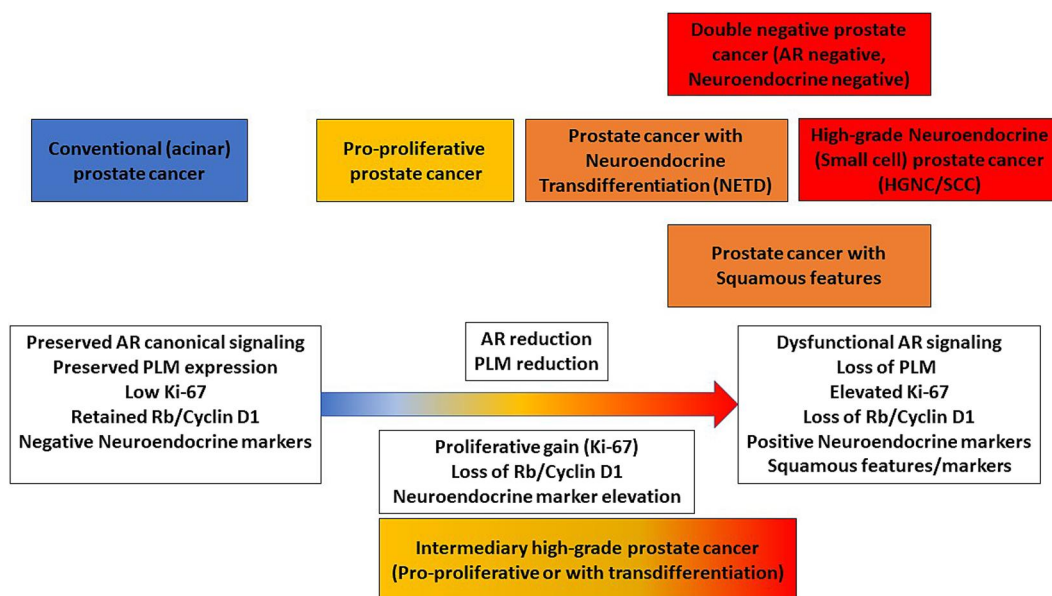 Double negative prostate
cancer (AR negative,
Neuroendocrine negative)
Conventional (acinar)
prostate cancer
Pro-proliferative
prostate cancer
Prostate cancer with
Neuroendocrine
Transdifferentiation (NETD)
High-grade Neuroendocrine
(Small cell) prostate cancer
(HGNC/SCC)
Prostate cancer with
Squamous features
Preserved AR canonical signaling
Preserved PLM expression
Low Ki-67
Retained Rb/Cyclin D1
Negative Neuroendocrine markers
AR reduction
PLM reduction
Proliferative gain (Ki-67)
Loss of Rb/Cyclin D1
Neuroendocrine marker elevation
Dysfunctional AR signaling
Loss of PLM
Elevated Ki-67
Loss of Rb/Cyclin D1
Positive Neuroendocrine markers
Squamous features/markers
Intermediary high-grade prostate cancer
(Pro-proliferative or with transdifferentiation)